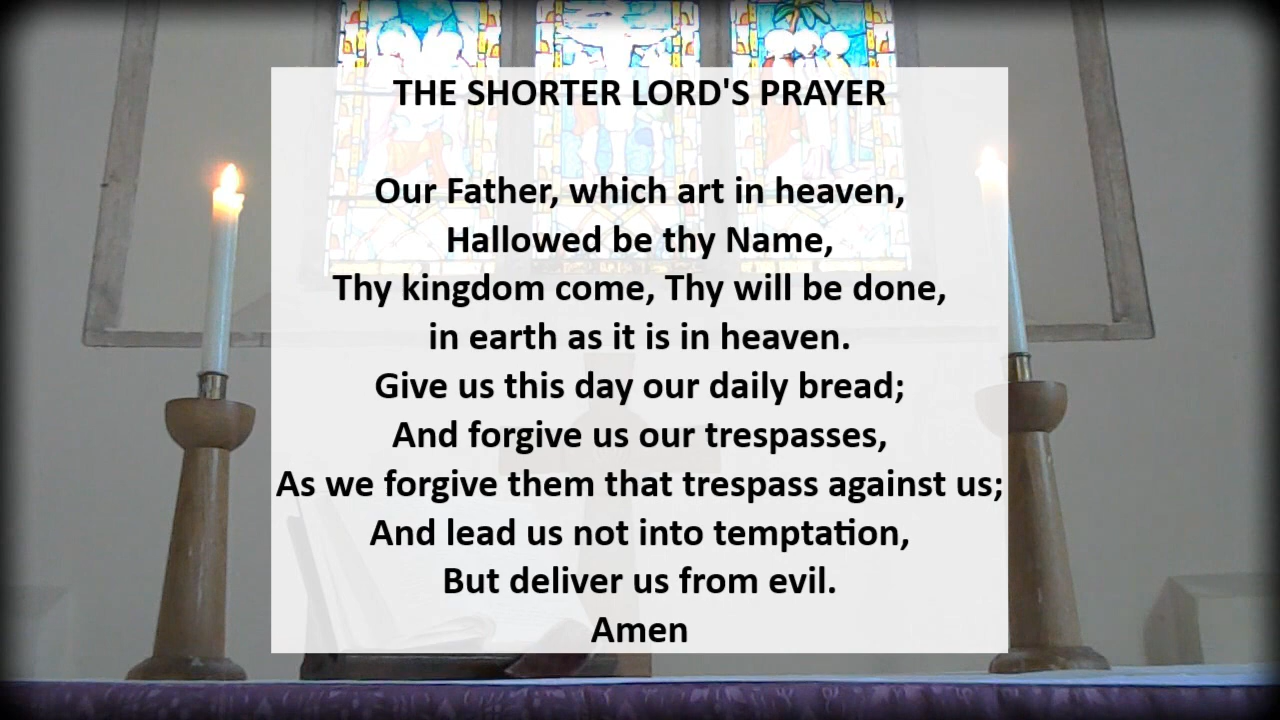 THE SHORTER LORD'S PRAYER
Our Father, which art in heaven,
Hallowed be thy Name,
Thy kingdom come, Thy will be done,
in earth as it is in heaven.
Give us this day our daily bread;
And forgive us our trespasses,
As we forgive them that trespass against us;
And lead us not into temptation,
But deliver us from evil.
Amen